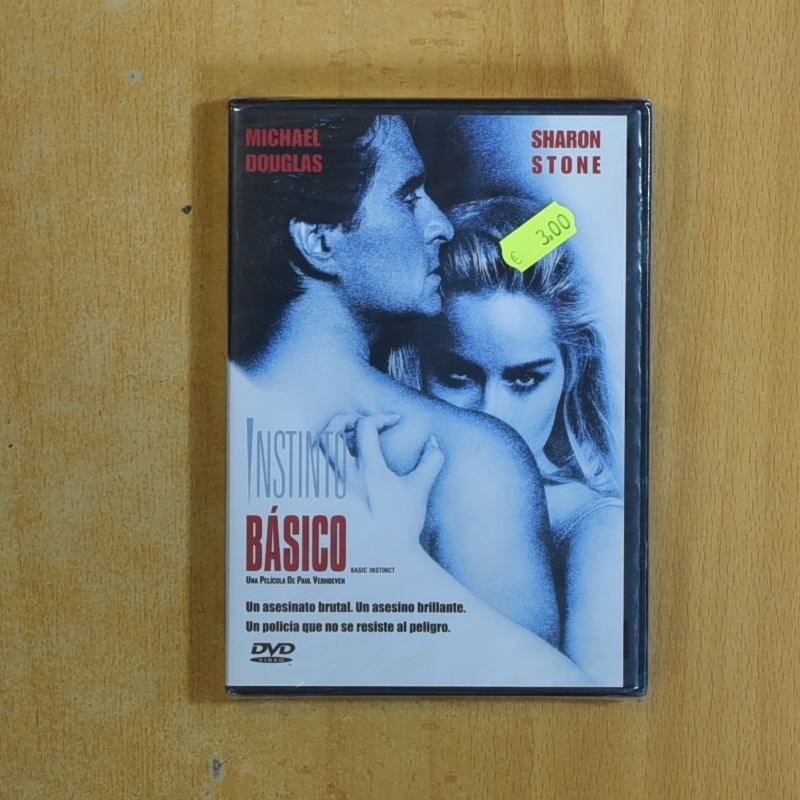 MICHAEL
DOUGLAS
SHARON
STONE
€ 3,00
INSTINTO
BÁSICO
BASIC INSTINCT
UNA PELÍCULA DE PAUL VERHOEVEN
Un asesinato brutal. Un asesino brillante.
Un policía que no se resiste al peligro.
DVD
VIDEO